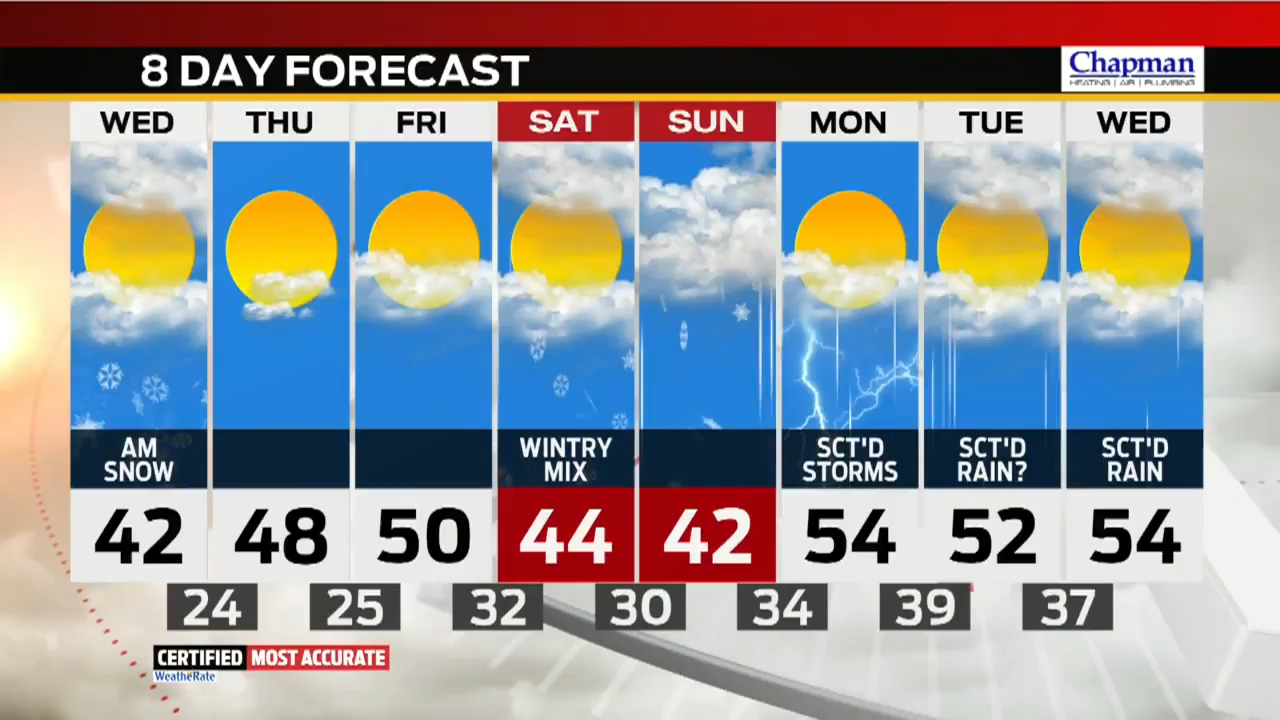 8 DAY FORECAST
Chapman
HEATING | AIR | PLUMBING
WED THU FRI SAT SUN MON TUE WED
AM SNOW
WINTRY MIX
SCT'D STORMS
SCT'D RAIN?
SCT'D RAIN
42 48 50 44 42 54 52 54
24 25 32 30 34 39 37
CERTIFIED MOST ACCURATE
WeatheRate